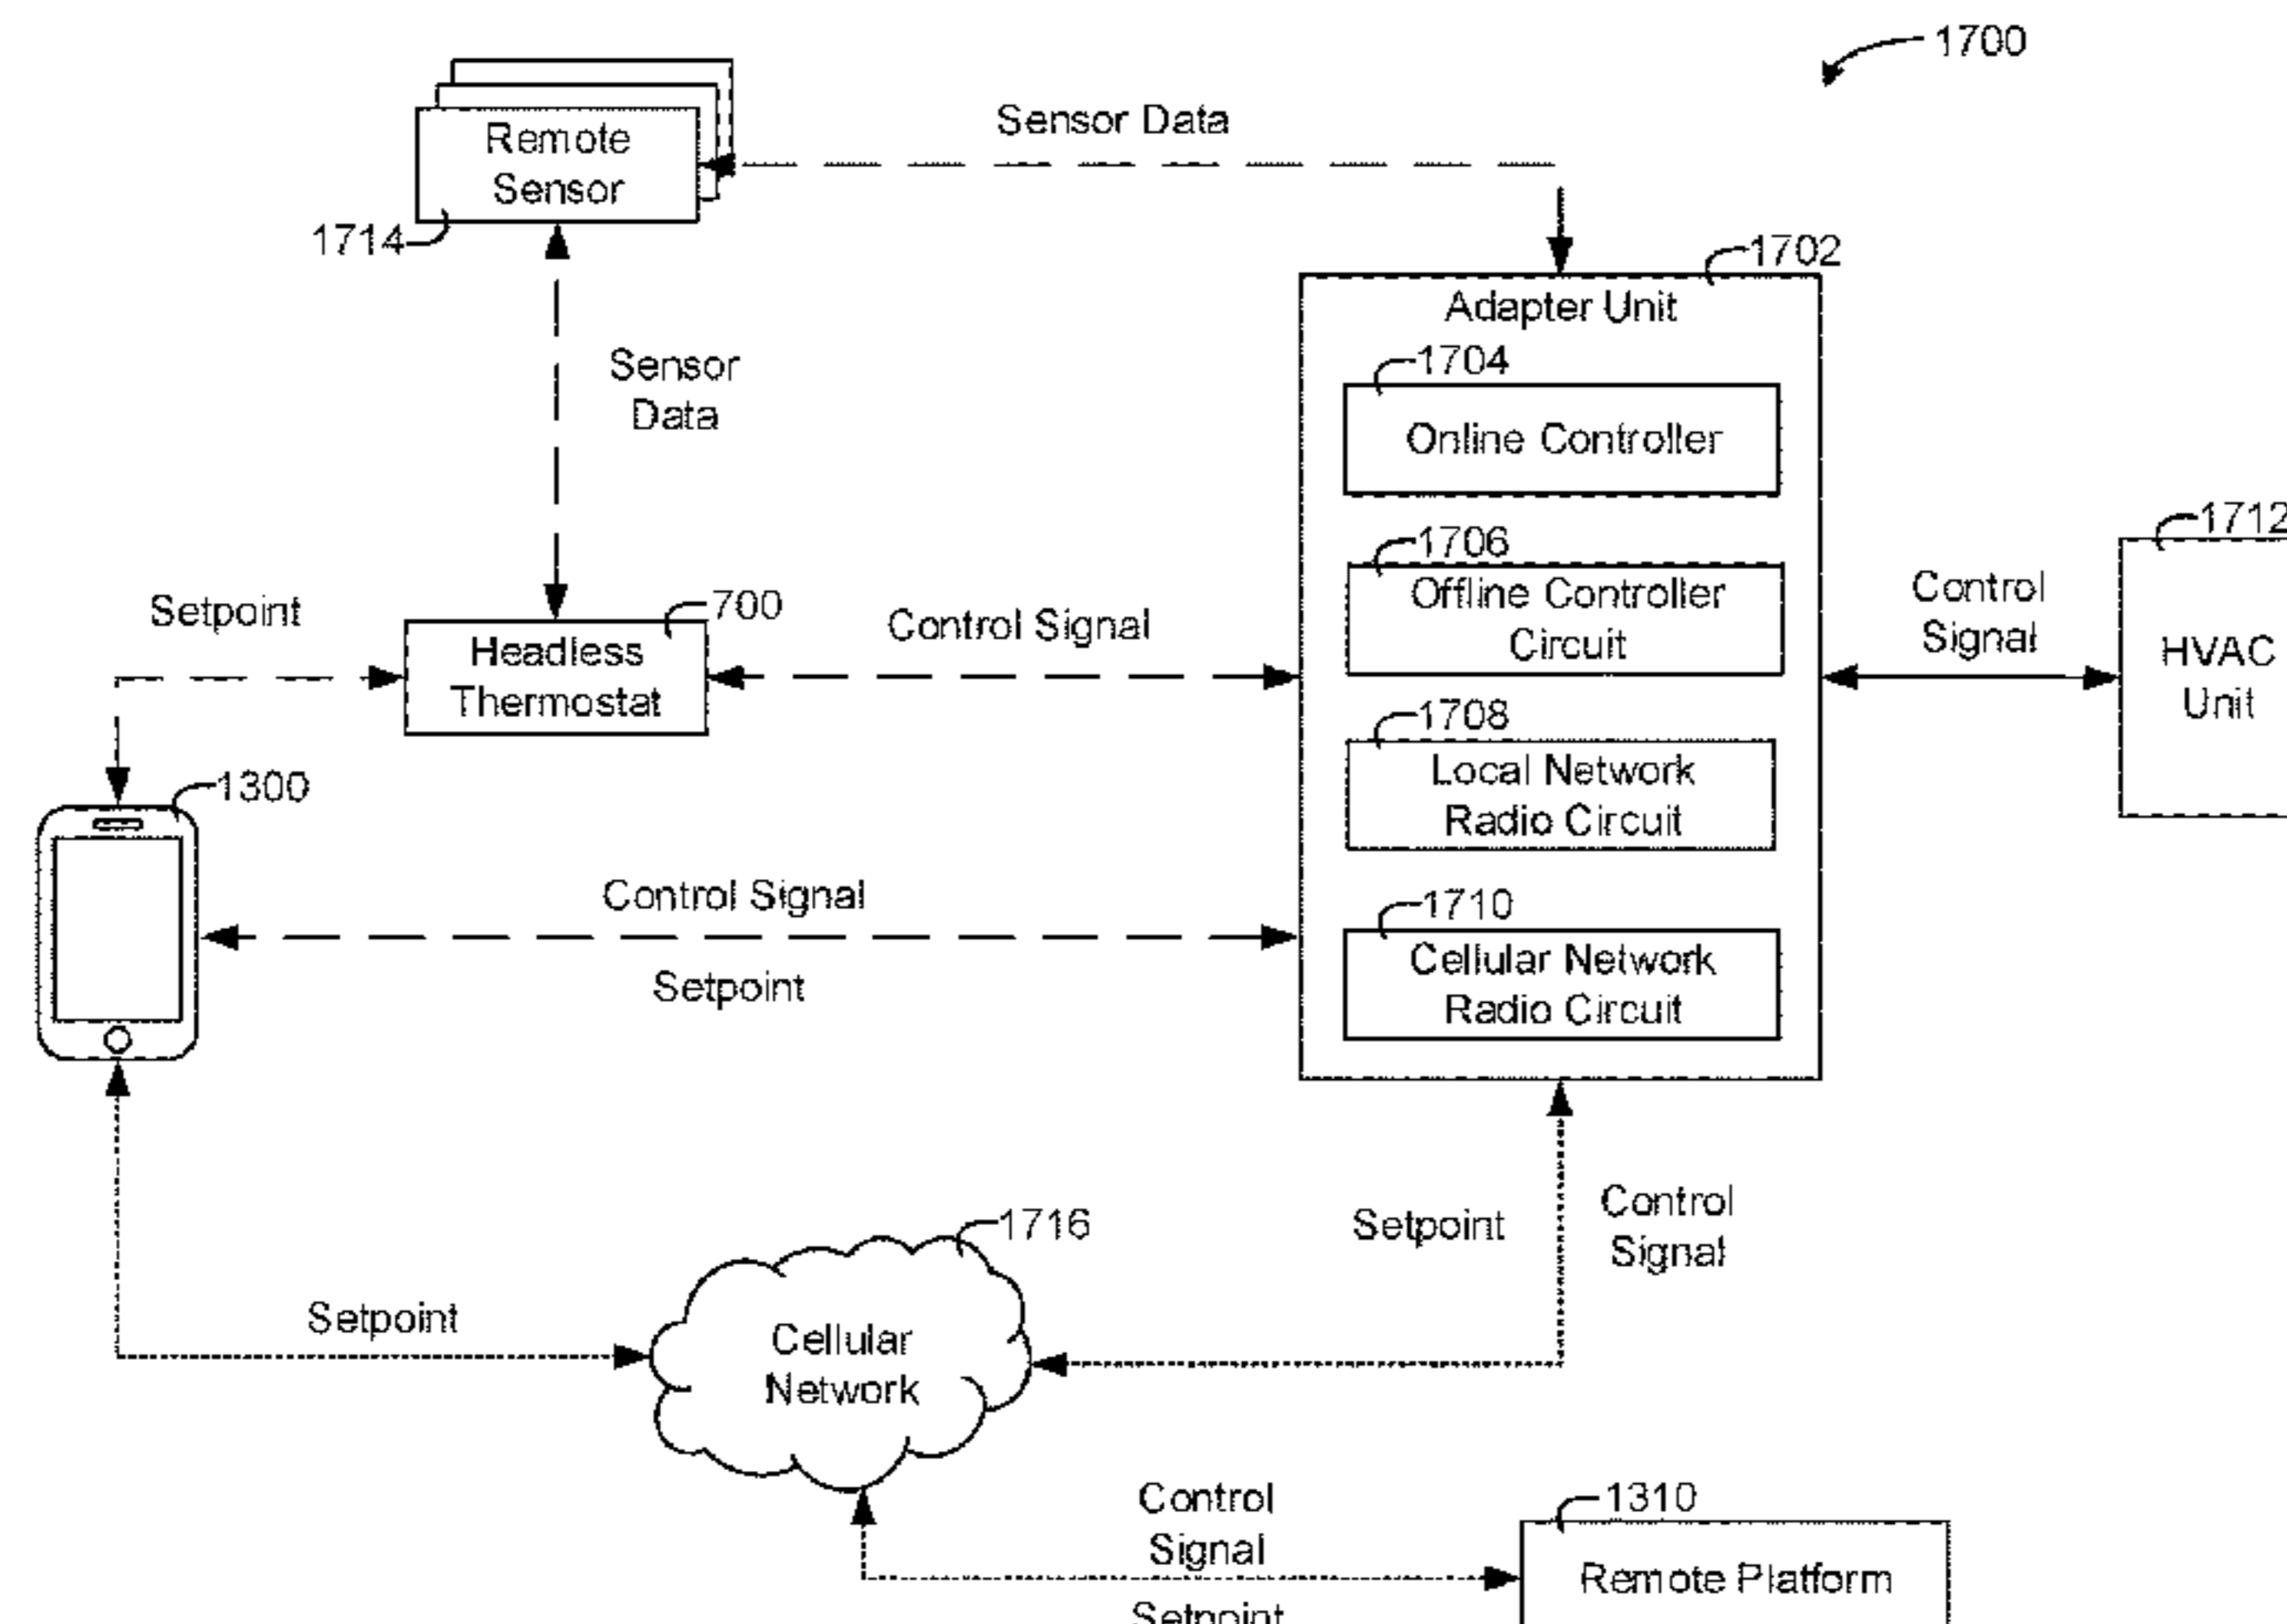 1700
Sensor Data
Remote
Sensor
1714
1702
Adapter Unit
1704
Online Controller
Sensor
Data
1712
1706
Offline Controller
Circuit
Control
Signal
HVAC
Unit
Setpoint
700
Headless
Thermostat
Control Signal
1708
Local Network
Radio Circuit
1300
Control Signal
Setpoint
1710
Cellular Network
Radio Circuit
1716
Setpoint
Control
Signal
Setpoint
Cellular
Network
Control
Signal
1310
Remote Platform
Setpoint